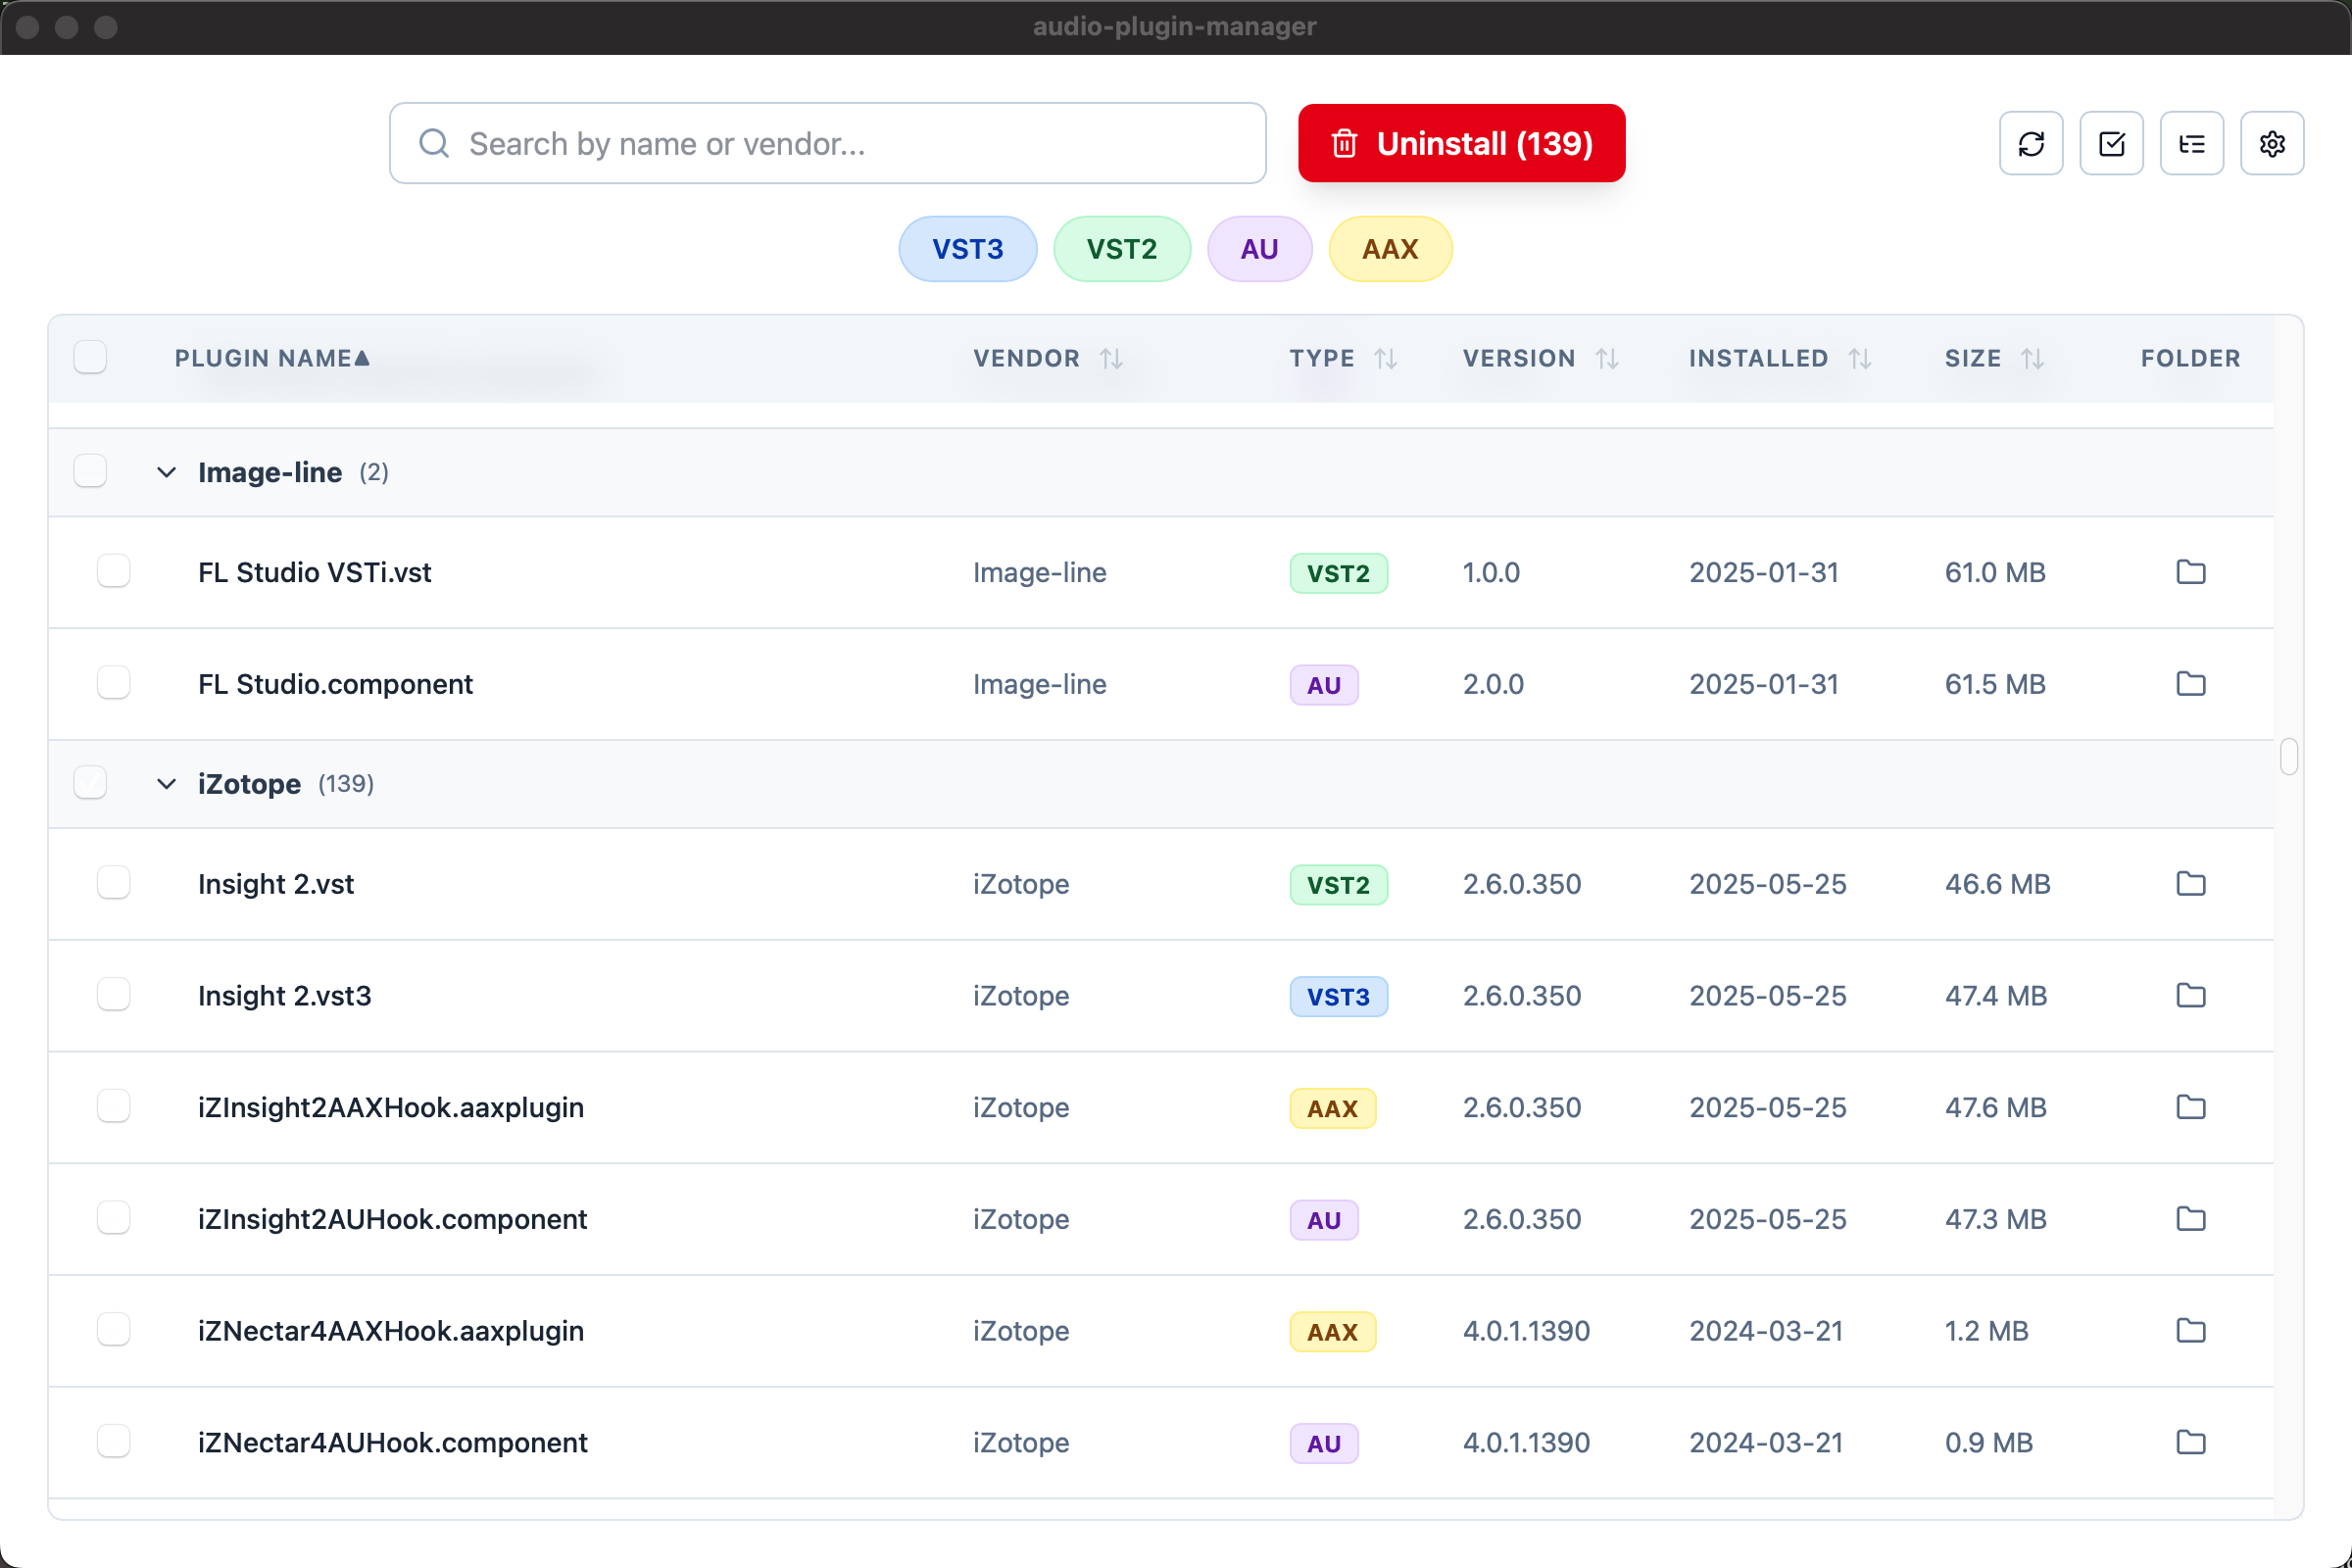 audio-plugin-manager
Search by name or vendor...
Uninstall (139)
VST3 VST2 AU AAX
PLUGIN NAME▲ VENDOR TYPE VERSION INSTALLED SIZE FOLDER
Image-line (2)
FL Studio VSTi.vst Image-line VST2 1.0.0 2025-01-31 61.0 MB
FL Studio.component Image-line AU 2.0.0 2025-01-31 61.5 MB
iZotope (139)
Insight 2.vst iZotope VST2 2.6.0.350 2025-05-25 46.6 MB
Insight 2.vst3 iZotope VST3 2.6.0.350 2025-05-25 47.4 MB
iZInsight2AAXHook.aaxplugin iZotope AAX 2.6.0.350 2025-05-25 47.6 MB
iZInsight2AUHook.component iZotope AU 2.6.0.350 2025-05-25 47.3 MB
iZNectar4AAXHook.aaxplugin iZotope AAX 4.0.1.1390 2024-03-21 1.2 MB
iZNectar4AUHook.component iZotope AU 4.0.1.1390 2024-03-21 0.9 MB